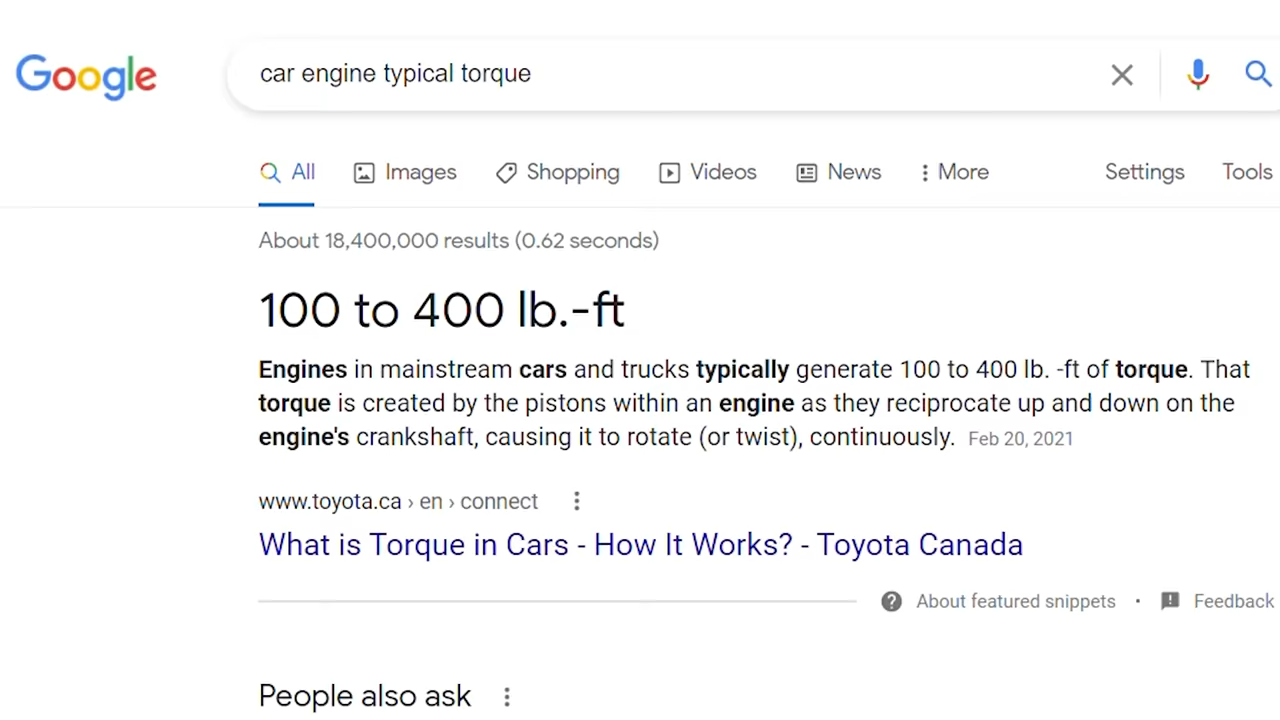 Google
car engine typical torque
All Images Shopping Videos News More Settings Tools
About 18,400,000 results (0.62 seconds)
100 to 400 lb.-ft
Engines in mainstream cars and trucks typically generate 100 to 400 lb. -ft of torque. That
torque is created by the pistons within an engine as they reciprocate up and down on the
engine's crankshaft, causing it to rotate (or twist), continuously. Feb 20, 2021
www.toyota.ca › en › connect
What is Torque in Cars - How It Works? - Toyota Canada
About featured snippets · Feedback
People also ask